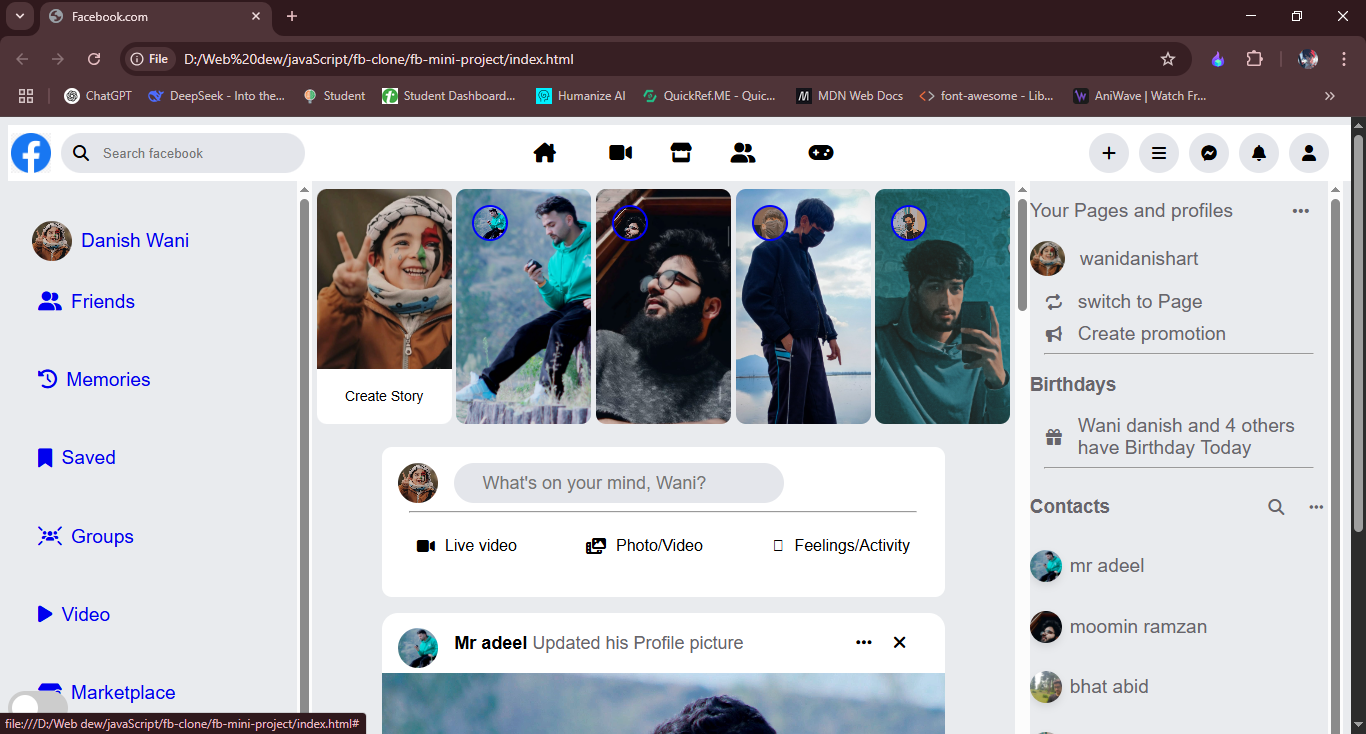 Facebook.com
File
D:/Web%20dew/javaScript/fb-clone/fb-mini-project/index.html
ChatGPT
DeepSeek - Into the...
Student
Student Dashboard...
Humanize AI
QuickRef.ME - Quic...
MDN Web Docs
font-awesome - Lib...
AniWave | Watch Fr...
Search facebook
Danish Wani
Friends
Memories
Saved
Groups
Video
Marketplace
Create Story
What's on your mind, Wani?
Live video
Photo/Video
Feelings/Activity
Mr adeel Updated his Profile picture
Your Pages and profiles
wanidanishart
switch to Page
Create promotion
Birthdays
Wani danish and 4 others
have Birthday Today
Contacts
mr adeel
moomin ramzan
bhat abid
file:///D:/Web dew/javaScript/fb-clone/fb-mini-project/index.html#